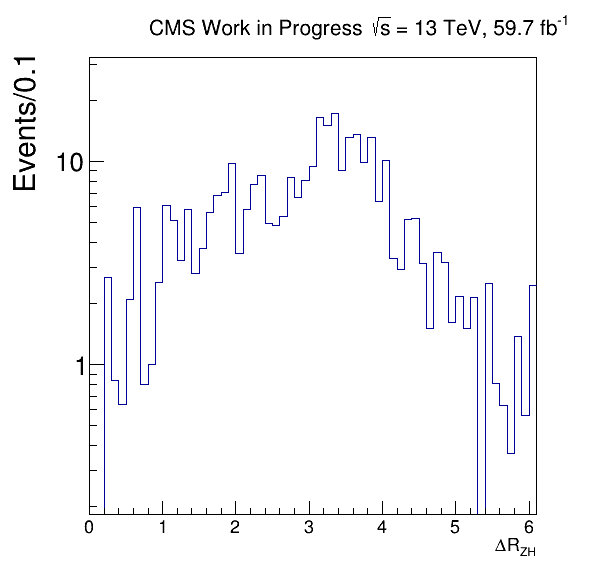 CMS Work in Progress √s = 13 TeV, 59.7 fb⁻¹
Events/0.1
10
1
0 1 2 3 4 5 6
ΔR_ZH